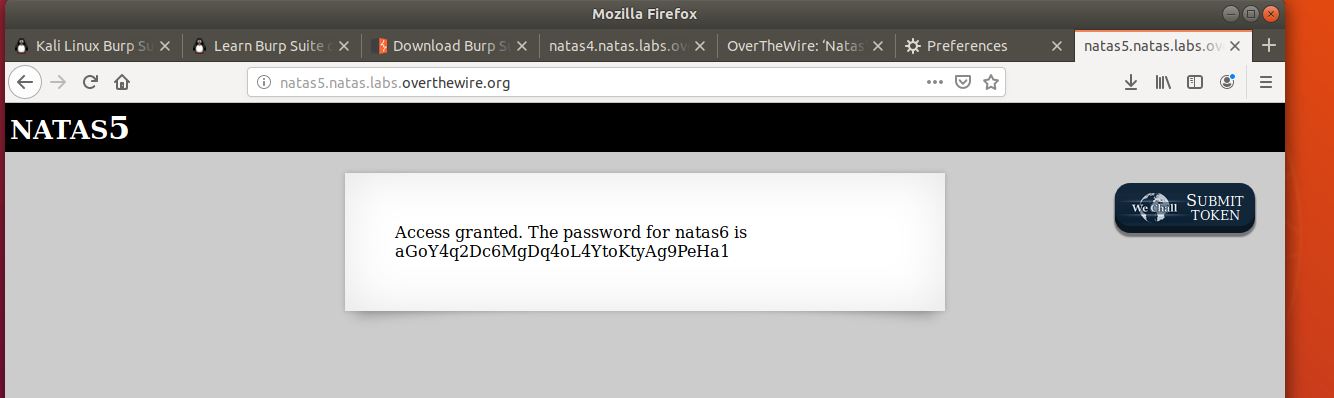 Mozilla Firefox
Kali Linux Burp Su
Learn Burp Suite
Download Burp S
natas4.natas.labs.ov
OverTheWire: ‘Natas
Preferences
natas5.natas.labs.ov
natas5.natas.labs.overthewire.org
NATAS5
We Chall
SUBMIT
TOKEN
Access granted. The password for natas6 is
aGoY4q2Dc6MgDq4oL4YtoKtyAg9PeHa1